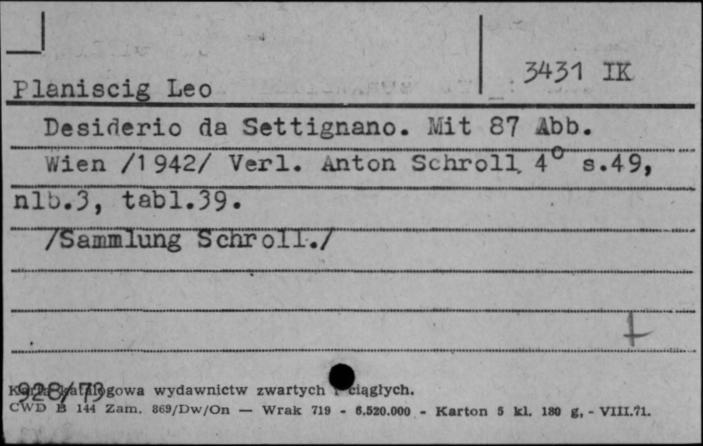 3431 IK
Planiscig Leo
Desiderio da Settignano. Mit 87 Abb.
Wien /1942/ Verl. Anton Schroll, 4° s.49,
nlb.3, tabl.39.
/Sammlung Schroll./
928/73
Karta katalogowa wydawnictw zwartych i ciągłych.
CWD B 144 Zam. 869/Dw/On — Wrak 719 - 6.520.000 - Karton 5 kl. 180 g, - VIII.71.